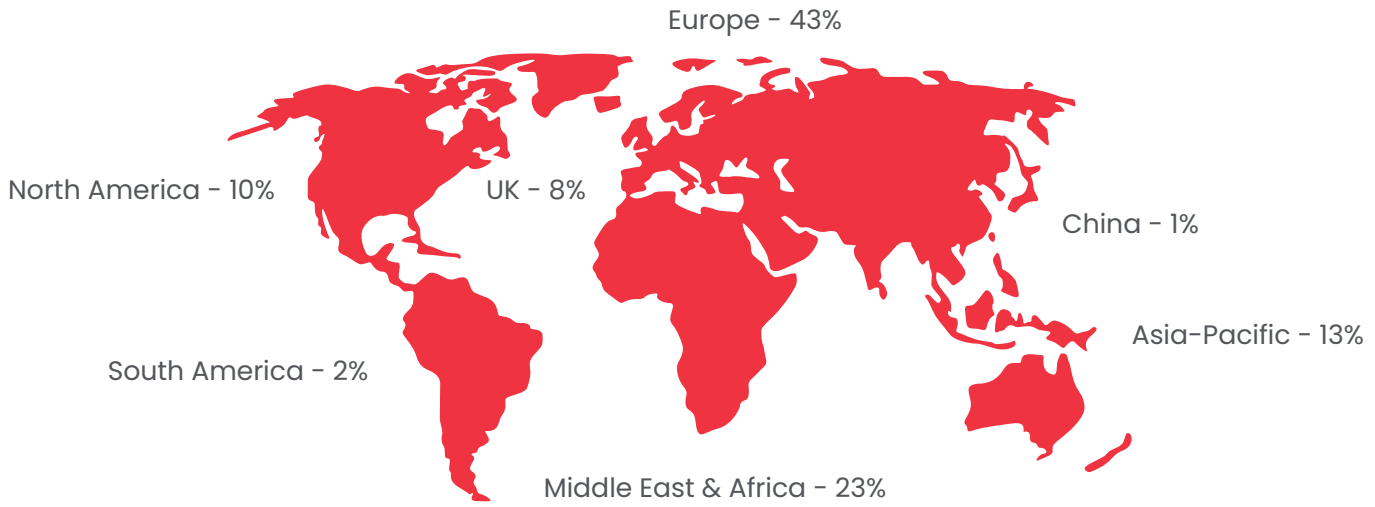 Europe - 43%
North America - 10%
UK - 8%
China - 1%
Asia-Pacific - 13%
South America - 2%
Middle East & Africa - 23%